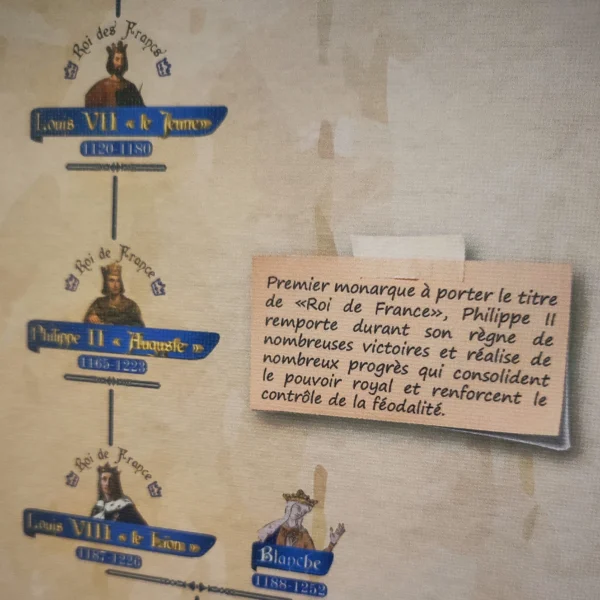 Roi des Francs
Louis VII « le Jeune»
1120-1180
Roi de France
Philippe II « Auguste »
1165-1223
Premier monarque à porter le titre
de «Roi de France», Philippe II
remporte durant son règne de
nombreuses victoires et réalise de
nombreux progrès qui consolident
le pouvoir royal et renforcent le
contrôle de la féodalité.
Roi de France
Louis VIII « le Lion »
1187-1226
Blanche
1188-1252